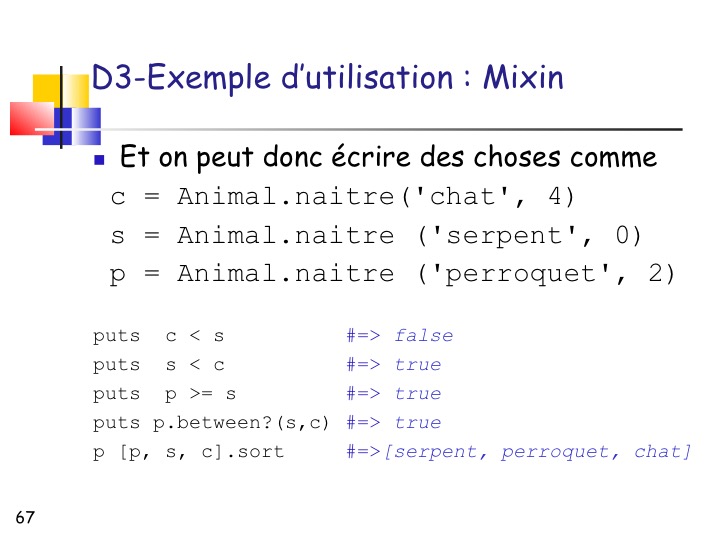 D3-Exemple d’utilisation : Mixin
Et on peut donc écrire des choses comme
c = Animal.naitre('chat', 4)
s = Animal.naitre ('serpent', 0)
p = Animal.naitre ('perroquet', 2)
puts  c < s          #=> false
puts  s < c          #=> true
puts  p >= s         #=> true
puts p.between?(s,c) #=> true
p [p, s, c].sort     #=>[serpent, perroquet, chat]
67